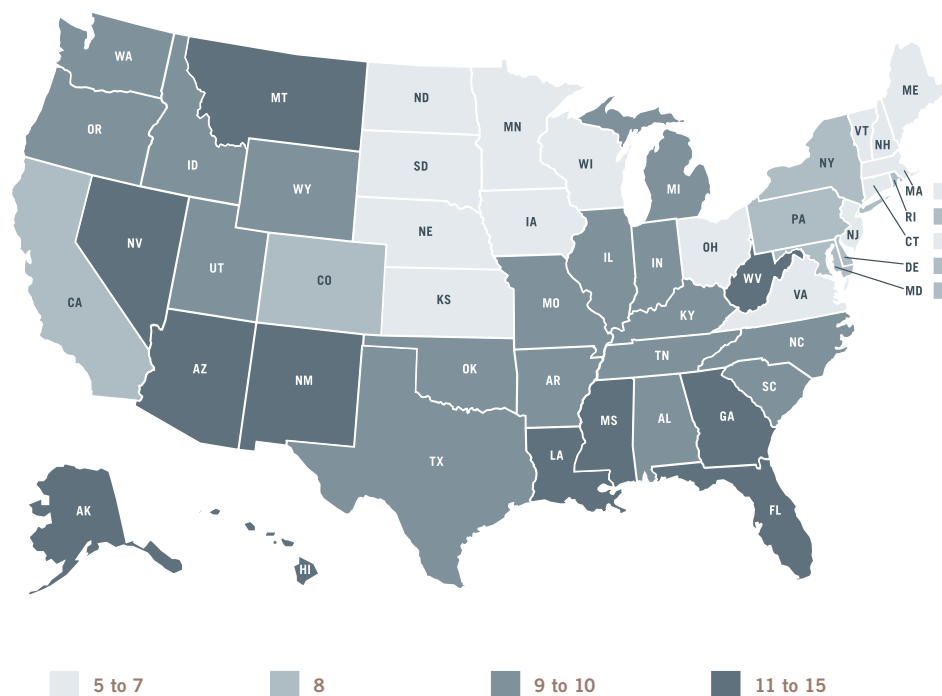 WA
ME
MT
ND
MN
VT
NH
OR
ID
SD
WI
NY
WY
MI
MA
RI
NV
NE
IA
PA
NJ
CT
UT
CO
IL
IN
OH
WV
DE
CA
KS
MO
KY
VA
MD
AZ
NM
OK
AR
TN
NC
SC
TX
LA
MS
AL
GA
AK
HI
FL
5 to 7
8
9 to 10
11 to 15